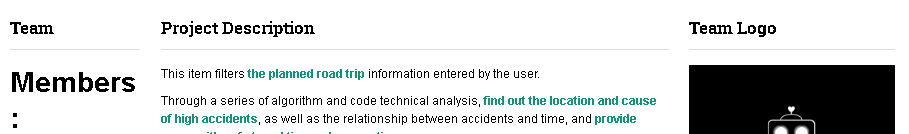 Team
Project Description
Team Logo
Members
:
This item filters the planned road trip information entered by the user.
Through a series of algorithm and code technical analysis, find out the location and cause
of high accidents, as well as the relationship between accidents and time, and provide